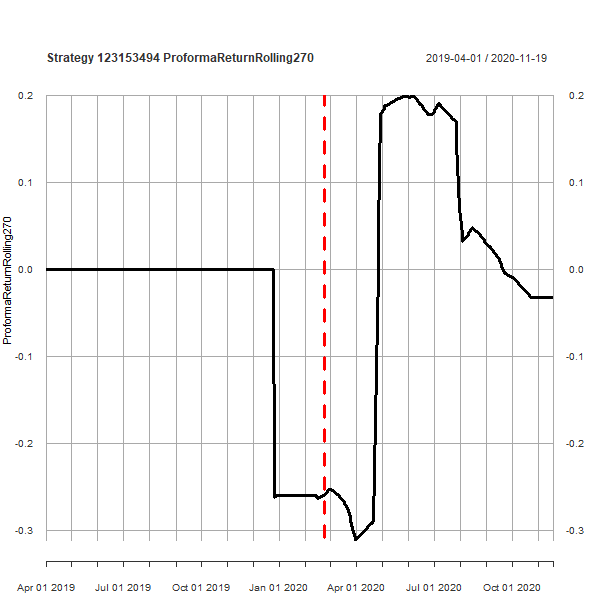 Strategy 123153494 ProformaReturnRolling270 2019-04-01 / 2020-11-19
0.2 0.2
0.1 0.1
0.0 0.0
-0.1 -0.1
-0.2 -0.2
-0.3 -0.3
ProformaReturnRolling270
Apr 01 2019 Jul 01 2019 Oct 01 2019 Jan 01 2020 Apr 01 2020 Jul 01 2020 Oct 01 2020